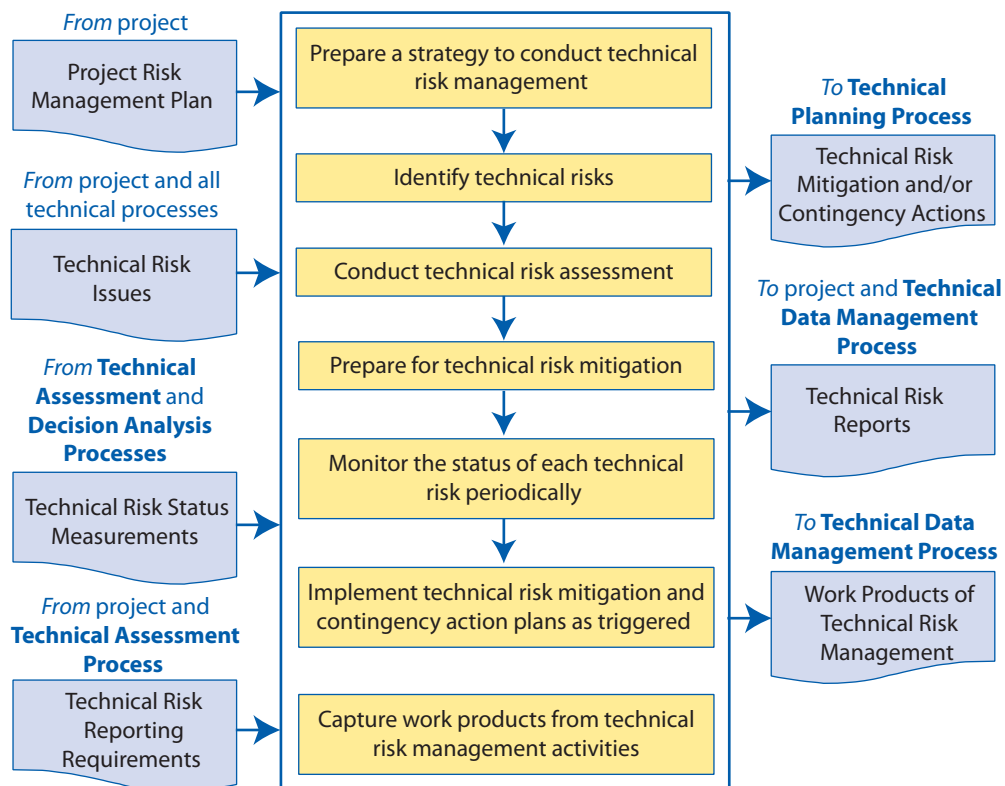 From project
Project Risk
Management Plan
From project and all
technical processes
Technical Risk
Issues
From Technical
Assessment and
Decision Analysis
Processes
Technical Risk Status
Measurements
From project and
Technical Assessment
Process
Technical Risk
Reporting
Requirements
Prepare a strategy to conduct technical
risk management
Identify technical risks
Conduct technical risk assessment
Prepare for technical risk mitigation
Monitor the status of each technical
risk periodically
Implement technical risk mitigation and
contingency action plans as triggered
Capture work products from technical
risk management activities
To Technical
Planning Process
Technical Risk
Mitigation and/or
Contingency Actions
To project and Technical
Data Management
Process
Technical Risk
Reports
To Technical Data
Management Process
Work Products of
Technical Risk
Management